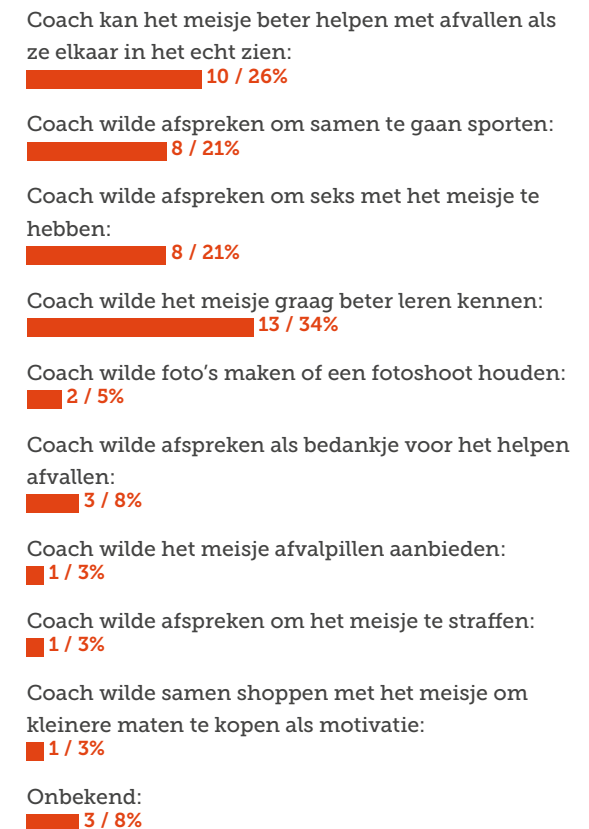 Coach kan het meisje beter helpen met afvallen als
ze elkaar in het echt zien:
10 / 26%
Coach wilde afspreken om samen te gaan sporten:
8 / 21%
Coach wilde afspreken om seks met het meisje te
hebben:
8 / 21%
Coach wilde het meisje graag beter leren kennen:
13 / 34%
Coach wilde foto’s maken of een fotoshoot houden:
2 / 5%
Coach wilde afspreken als bedankje voor het helpen
afvallen:
3 / 8%
Coach wilde het meisje afvalpillen aanbieden:
1 / 3%
Coach wilde afspreken om het meisje te straffen:
1 / 3%
Coach wilde samen shoppen met het meisje om
kleinere maten te kopen als motivatie:
1 / 3%
Onbekend:
3 / 8%